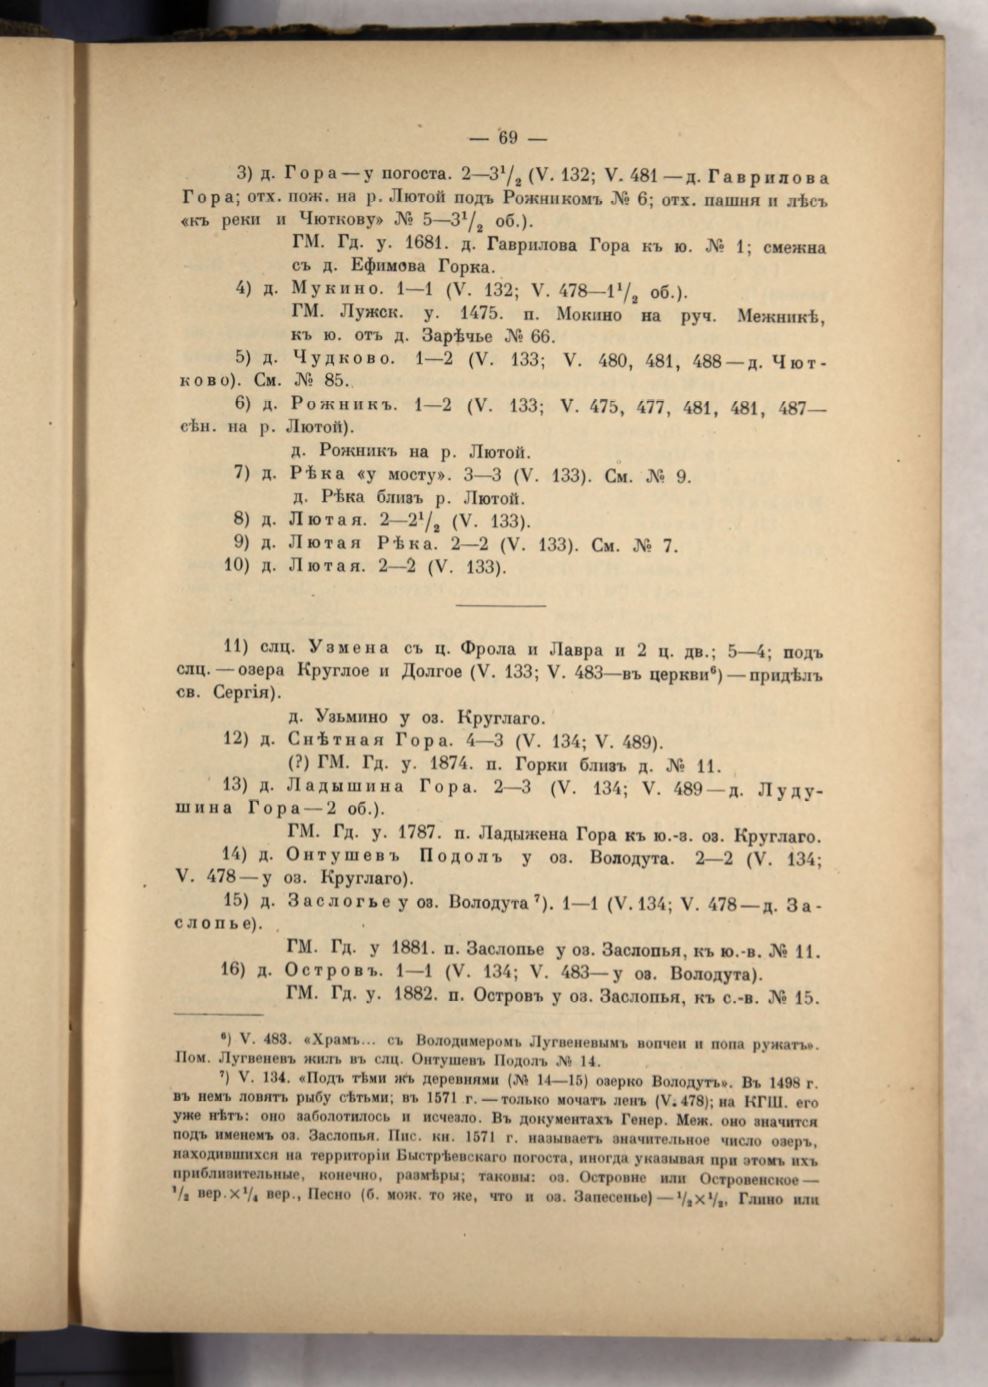 — 69 —
3) д. Гора — у погоста. 2—3¹/₂ (V. 132; V. 481 — д. Гаврилова
Гора; отх. пож. на р. Лютой подъ Рожникомъ № 6; отх. пашня и лѣсъ
«къ реки и Чюткову» № 5—3¹/₂ об.).
ГМ. Гд. у. 1681. д. Гаврилова Гора къ ю. № 1; смежна
съ д. Ефимова Горка.
4) д. Мукино. 1—1 (V. 132; V. 478—1¹/₂ об.).
ГМ. Лужск. у. 1475. п. Мокино на руч. Межникѣ,
къ ю. отъ д. Зарѣчье № 66.
5) д. Чудково. 1—2 (V. 133; V. 480, 481, 488 — д. Чют-
ково). См. № 85.
6) д. Рожникъ. 1—2 (V. 133; V. 475, 477, 481, 481, 487—
сѣн. на р. Лютой).
д. Рожникъ на р. Лютой.
7) д. Рѣка «у мосту». 3—3 (V. 133). См. № 9.
д. Рѣка близъ р. Лютой.
8) д. Лютая. 2—2¹/₂ (V. 133).
9) д. Лютая Рѣка. 2—2 (V. 133). См. № 7.
10) д. Лютая. 2—2 (V. 133).
11) слц. Узмена съ ц. Фрола и Лавра и 2 ц. дв.; 5—4; подъ
слц. — озера Круглое и Долгое (V. 133; V. 483—въ церкви⁶) — придѣлъ
св. Сергія).
д. Узьмино у оз. Круглаго.
12) д. Снѣтная Гора. 4—3 (V. 134; V. 489).
(?) ГМ. Гд. у. 1874. п. Горки близъ д. № 11.
13) д. Ладышина Гора. 2—3 (V. 134; V. 489 — д. Луду-
шина Гора — 2 об.).
ГМ. Гд. у. 1787. п. Ладыжена Гора къ ю.-з. оз. Круглаго.
14) д. Онтушевъ Подолъ у оз. Володута. 2—2 (V. 134;
V. 478 — у оз. Круглаго).
15) д. Заслогье у оз. Володута⁷). 1—1 (V. 134; V. 478 — д. За-
слопье).
ГМ. Гд. у 1881. п. Заслопье у оз. Заслопья, къ ю.-в. № 11.
16) д. Островъ. 1—1 (V. 134; V. 483— у оз. Володута).
ГМ. Гд. у. 1882. п. Островъ у оз. Заслопья, къ с.-в. № 15.
⁶) V. 483. «Храмъ... съ Володимеромъ Лугвеневымъ вопчеи и попа ружатъ».
Пом. Лугвеневъ жилъ въ слц. Онтушевъ Подолъ № 14.
⁷) V. 134. «Подъ тѣми жъ деревнями (№ 14—15) озерко Володутъ». Въ 1498 г.
въ немъ ловятъ рыбу сѣтьми; въ 1571 г. — только мочатъ ленъ (V. 478); на КГШ. его
уже нѣтъ: оно заболотилось и исчезло. Въ документахъ Генер. Меж. оно значится
подъ именемъ оз. Заслопья. Пис. кн. 1571 г. называетъ значительное число озеръ,
находившихся на территоріи Быстрѣевскаго погоста, иногда указывая при этомъ ихъ
приблизительные, конечно, размѣры; таковы: оз. Островне или Островенское —
¹/₂ вер.×¹/₄ вер., Песно (б. мож. то же, что и оз. Запесенье) — ¹/₂×¹/₂, Глино или